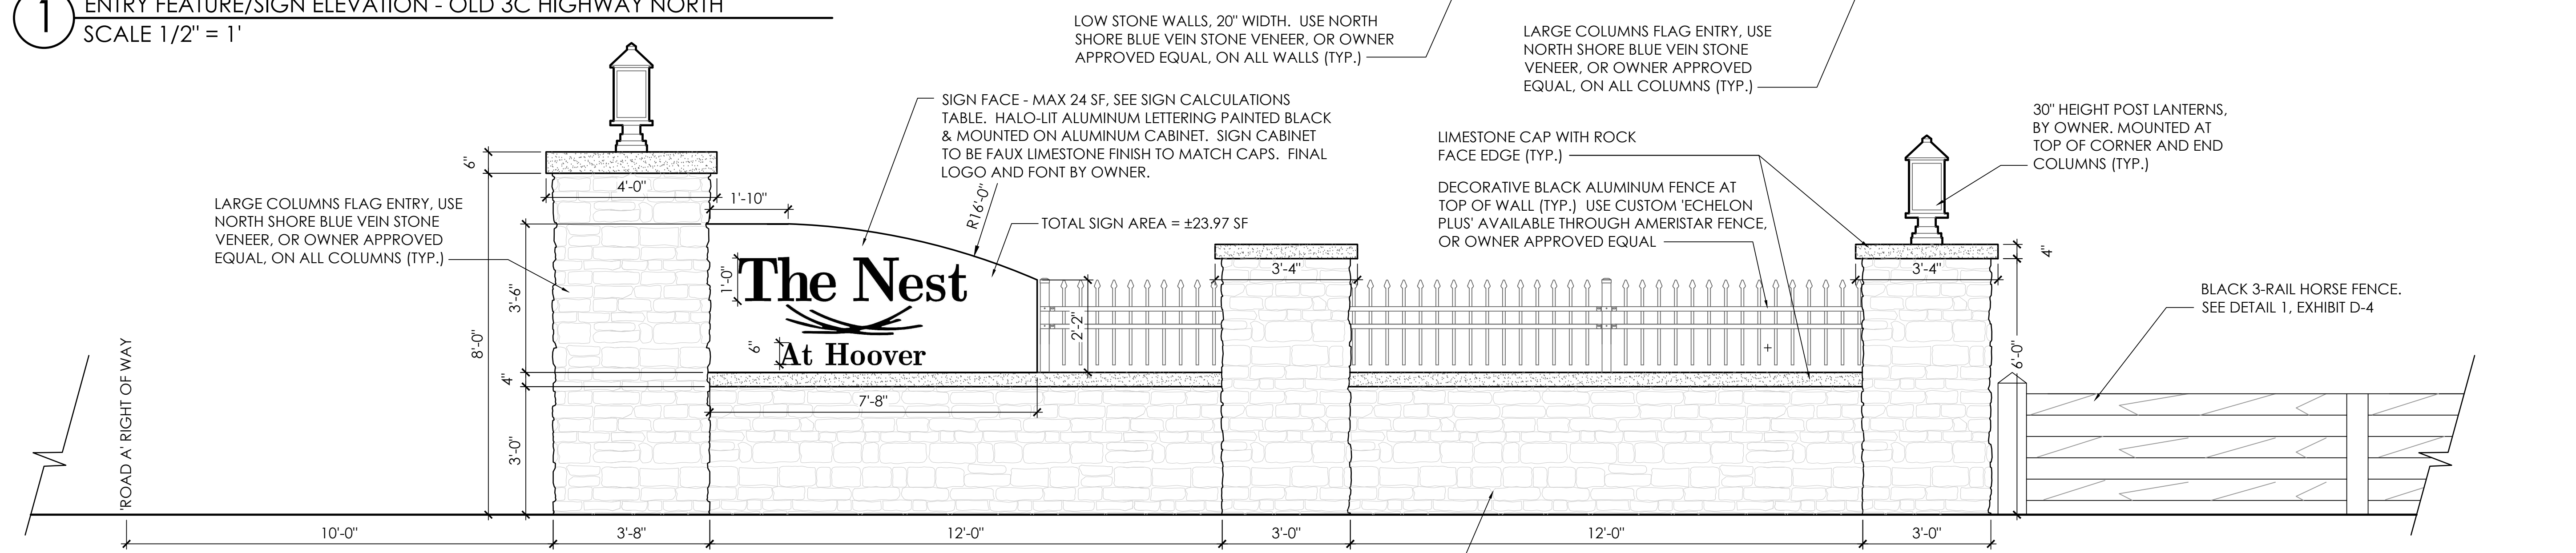 1
ENTRY FEATURE/SIGN ELEVATION - OLD 3C HIGHWAY NORTH
SCALE 1/2" = 1'
LOW STONE WALLS, 20" WIDTH. USE NORTH
SHORE BLUE VEIN STONE VENEER, OR OWNER
APPROVED EQUAL, ON ALL WALLS (TYP.)
LARGE COLUMNS FLAG ENTRY, USE
NORTH SHORE BLUE VEIN STONE
VENEER, OR OWNER APPROVED
EQUAL, ON ALL COLUMNS (TYP.)
SIGN FACE - MAX 24 SF, SEE SIGN CALCULATIONS
TABLE. HALO-LIT ALUMINUM LETTERING PAINTED BLACK
& MOUNTED ON ALUMINUM CABINET. SIGN CABINET
TO BE FAUX LIMESTONE FINISH TO MATCH CAPS. FINAL
LOGO AND FONT BY OWNER.
30" HEIGHT POST LANTERNS,
BY OWNER. MOUNTED AT
TOP OF CORNER AND END
COLUMNS (TYP.)
LIMESTONE CAP WITH ROCK
FACE EDGE (TYP.)
DECORATIVE BLACK ALUMINUM FENCE AT
TOP OF WALL (TYP.) USE CUSTOM 'ECHELON
PLUS' AVAILABLE THROUGH AMERISTAR FENCE,
OR OWNER APPROVED EQUAL
LARGE COLUMNS FLAG ENTRY, USE
NORTH SHORE BLUE VEIN STONE
VENEER, OR OWNER APPROVED
EQUAL, ON ALL COLUMNS (TYP.)
6"
4'-0"
1'-10"
R16'-0"
TOTAL SIGN AREA = ±23.97 SF
3'-4"
3'-4"
4"
1'-0"
The Nest
3'-6"
BLACK 3-RAIL HORSE FENCE.
SEE DETAIL 1, EXHIBIT D-4
8'-0"
2'-2"
6"
At Hoover
6'-0"
4"
7'-8"
3'-0"
'ROAD A' RIGHT OF WAY
10'-0"
3'-8"
12'-0"
3'-0"
12'-0"
3'-0"